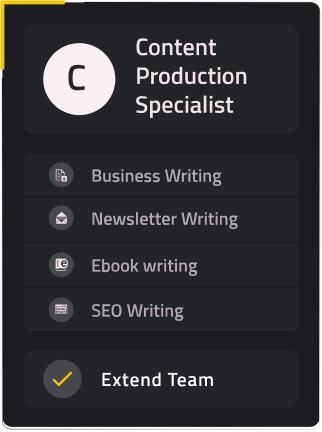 C
Content
Production
Specialist
Business Writing
Newsletter Writing
Ebook writing
SEO Writing
Extend Team